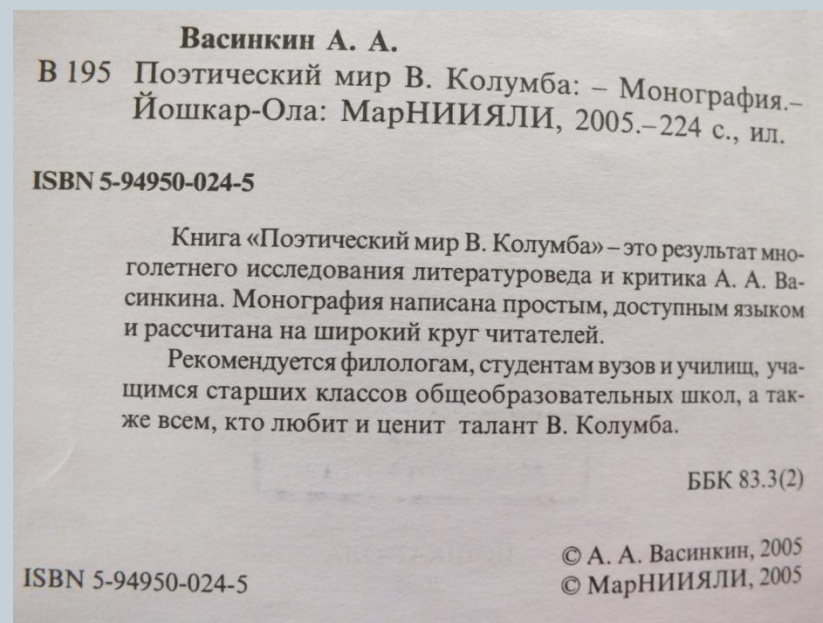 Васинкин А. А.
В 195 Поэтический мир В. Колумба: – Монография.–
Йошкар-Ола: МарНИИЯЛИ, 2005.–224 с., ил.
ISBN 5-94950-024-5
Книга «Поэтический мир В. Колумба» – это результат мно-
голетнего исследования литературоведа и критика А. А. Ва-
синкина. Монография написана простым, доступным языком
и рассчитана на широкий круг читателей.
Рекомендуется филологам, студентам вузов и училищ, уча-
щимся старших классов общеобразовательных школ, а так-
же всем, кто любит и ценит талант В. Колумба.
ББК 83.3(2)
© А. А. Васинкин, 2005
ISBN 5-94950-024-5 © МарНИИЯЛИ, 2005